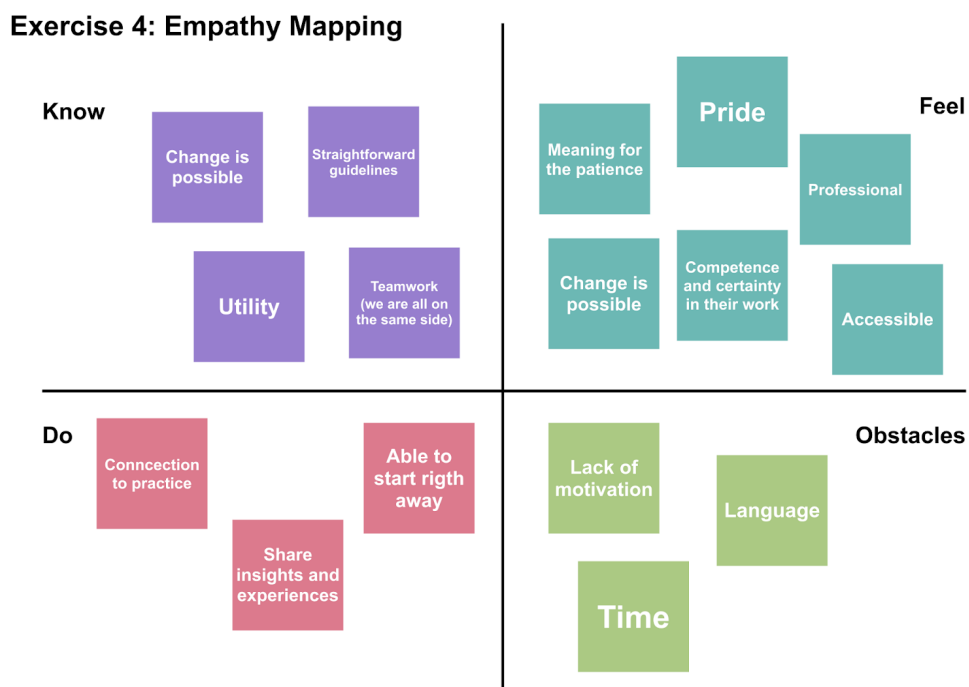 Exercise 4: Empathy Mapping
Know
Change is
possible
Straightforward
guidelines
Utility
Teamwork
(we are all on
the same side)
Feel
Meaning for
the patience
Pride
Professional
Change is
possible
Competence
and certainty
in their work
Accessible
Do
Conncection
to practice
Able to
start rigth
away
Share
insights and
experiences
Obstacles
Lack of
motivation
Language
Time